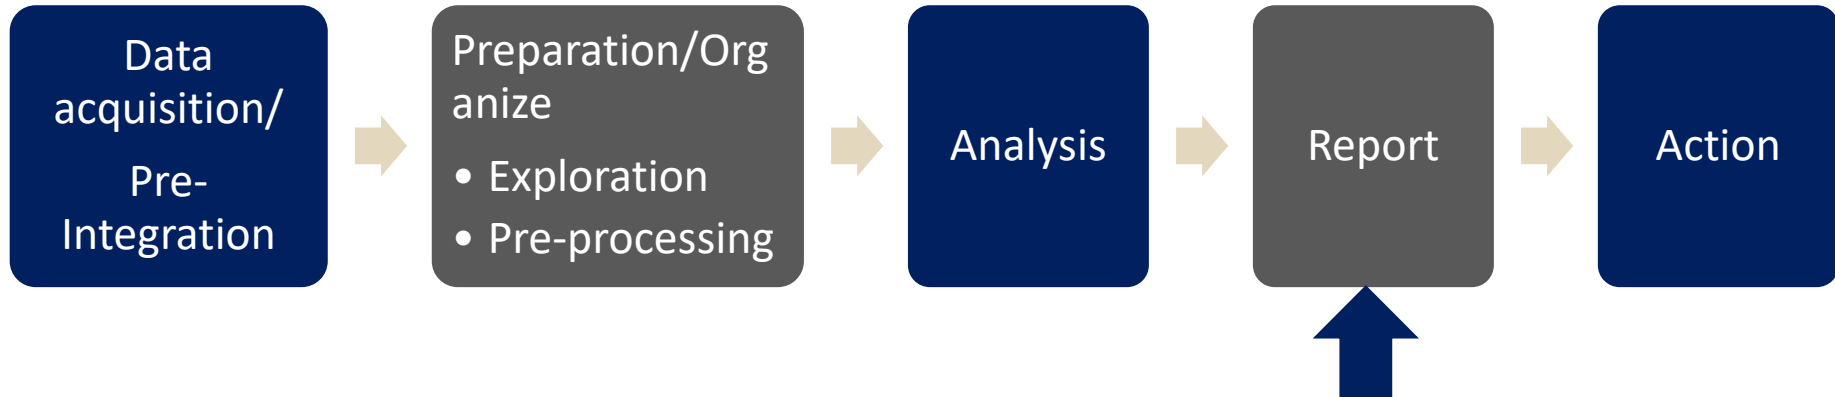 Data
acquisition/
Pre-
Integration
Preparation/Org
anize
• Exploration
• Pre-processing
Analysis
Report
Action